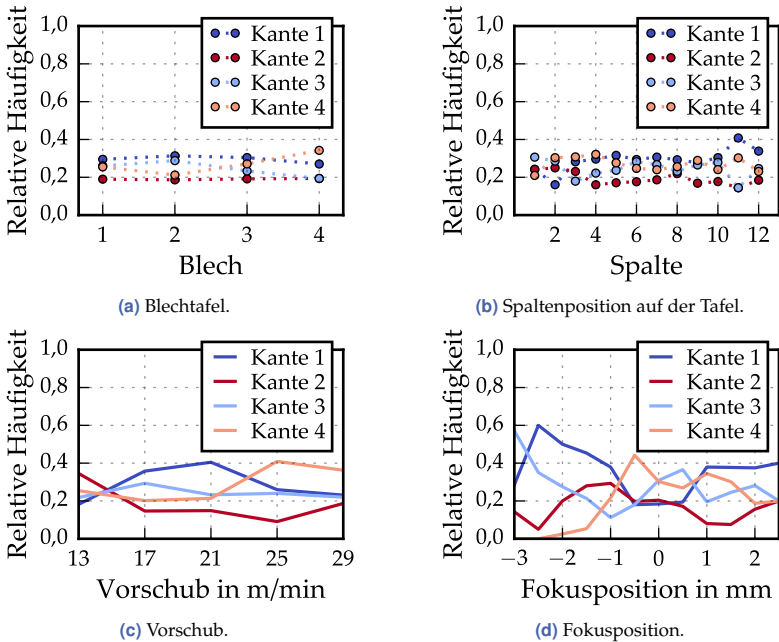 Relative Häufigkeit
1,0
0,8
0,6
0,4
0,2
0,0
Kante 1
Kante 2
Kante 3
Kante 4
1 2 3 4
Blech
(a) Blechtafel.
Relative Häufigkeit
1,0
0,8
0,6
0,4
0,2
0,0
Kante 1
Kante 2
Kante 3
Kante 4
2 4 6 8 10 12
Spalte
(b) Spaltenposition auf der Tafel.
Relative Häufigkeit
1,0
0,8
0,6
0,4
0,2
0,0
Kante 1
Kante 2
Kante 3
Kante 4
13 17 21 25 29
Vorschub in m/min
(c) Vorschub.
Relative Häufigkeit
1,0
0,8
0,6
0,4
0,2
0,0
Kante 1
Kante 2
Kante 3
Kante 4
−3 −2 −1 0 1 2
Fokusposition in mm
(d) Fokusposition.